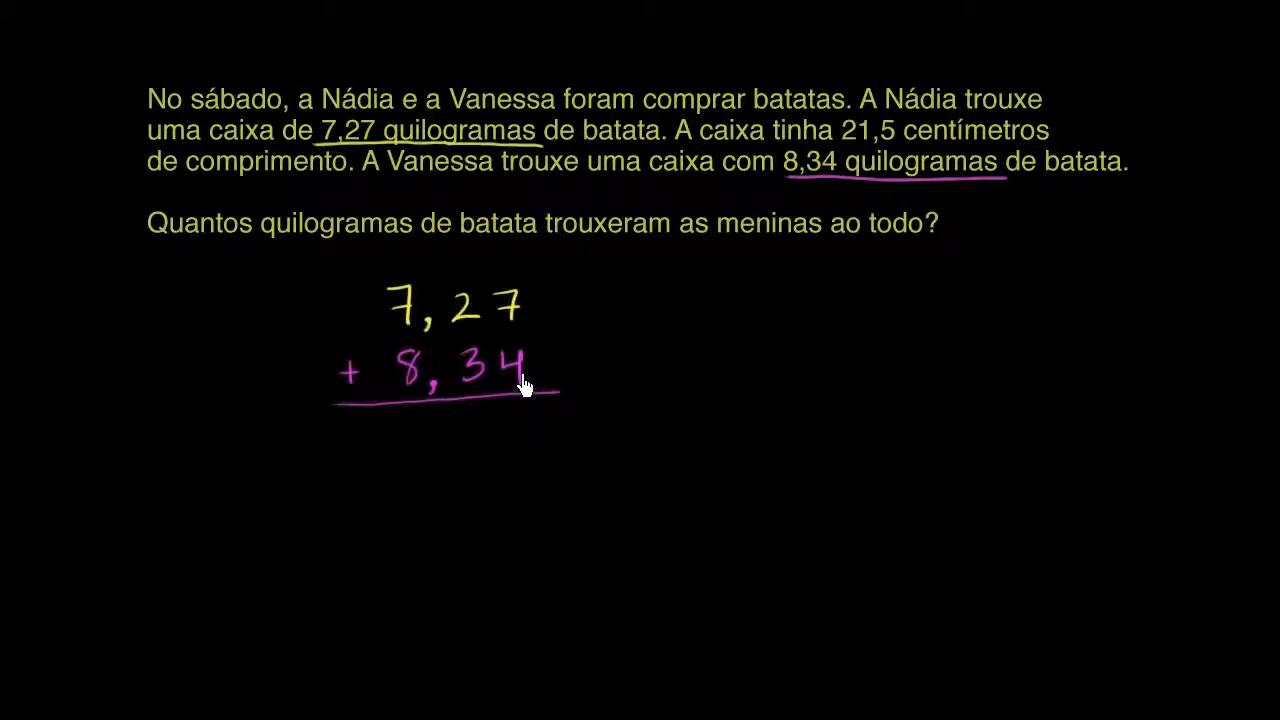 No sábado, a Nádia e a Vanessa foram comprar batatas. A Nádia trouxe
uma caixa de 7,27 quilogramas de batata. A caixa tinha 21,5 centímetros
de comprimento. A Vanessa trouxe uma caixa com 8,34 quilogramas de batata.
Quantos quilogramas de batata trouxeram as meninas ao todo?
7,27
+ 8,34